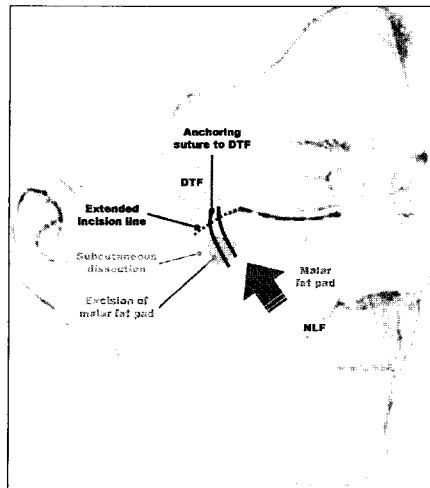 Anchoring
suture to DTF
DTF
Extended
incision line
Subcutaneous
dissection
Excision of
malar fat pad
Malar
fat pad
NLF